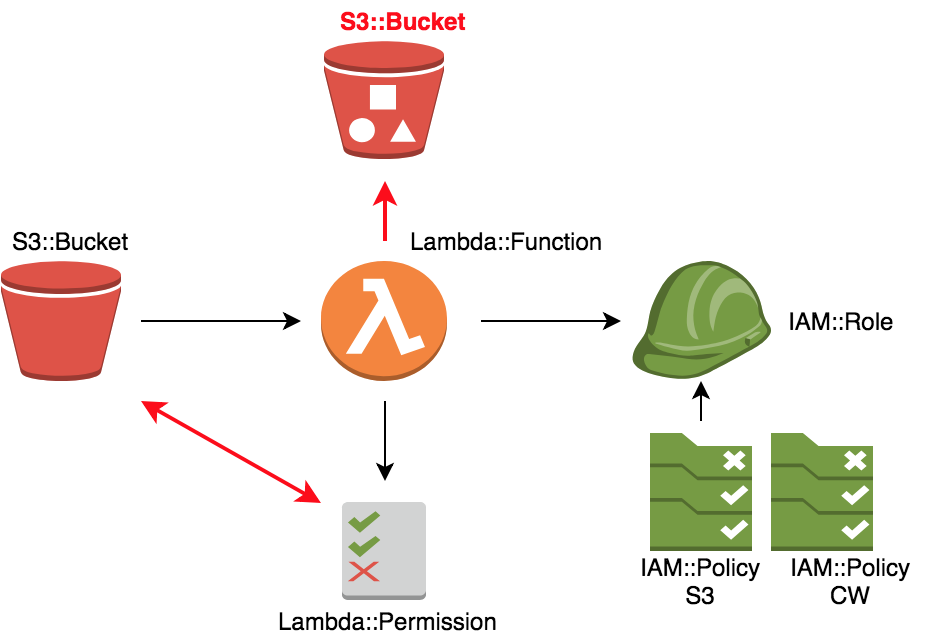 S3::Bucket
S3::Bucket
Lambda::Function
IAM::Role
IAM::Policy
S3
IAM::Policy
CW
Lambda::Permission